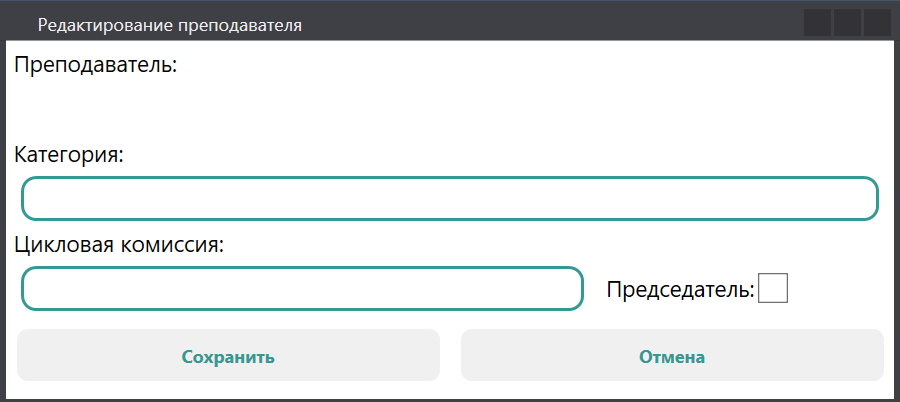 Редактирование преподавателя
Преподаватель:
Категория:
Цикловая комиссия:
Председатель:
Сохранить Отмена